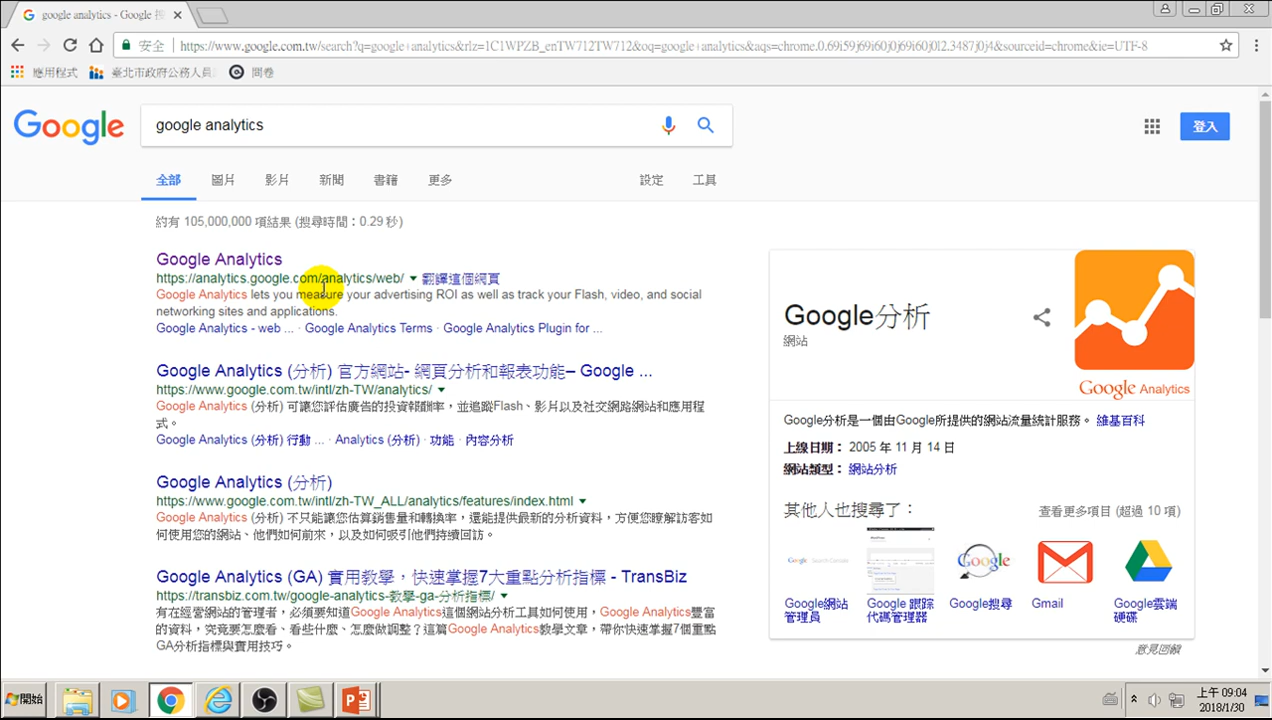 google analytics - Google 搜
安全
https://www.google.com.tw/search?q=google+analytics&rlz=1C1WPZB_enTW712TW712&oq=google+analytics&aqs=chrome.0.69i59j69i60j0j69i60j0l2.3487j0j4&sourceid=chrome&ie=UTF-8
應用程式 臺北市政府公務人員 問卷
Google
google analytics
登入
全部 圖片 影片 新聞 書籍 更多 設定 工具
約有 105,000,000 項結果 (搜尋時間：0.29 秒)
Google Analytics
https://analytics.google.com/analytics/web/ 翻譯這個網頁
Google Analytics lets you measure your advertising ROI as well as track your Flash, video, and social
networking sites and applications.
Google Analytics - web ... · Google Analytics Terms · Google Analytics Plugin for ...
Google Analytics (分析) 官方網站- 網頁分析和報表功能– Google ...
https://www.google.com.tw/intl/zh-TW/analytics/
Google Analytics (分析) 可讓您評估廣告的投資報酬率，並追蹤Flash、影片以及社交網路網站和應用程
式。
Google Analytics (分析) 行動 ... · Analytics (分析) · 功能 · 內容分析
Google Analytics (分析)
https://www.google.com.tw/intl/zh-TW_ALL/analytics/features/index.html
Google Analytics (分析) 不只能讓您估算銷售量和轉換率，還能提供最新的分析資料，方便您瞭解訪客如
何使用您的網站、他們如何前來，以及如何吸引他們持續回訪。
Google Analytics (GA) 實用教學，快速掌握7大重點分析指標 - TransBiz
https://transbiz.com.tw/google-analytics-教學-ga-分析指標/
有在經營網站的管理者，必須要知道Google Analytics這個網站分析工具如何使用，Google Analytics豐富
的資料，究竟要怎麼看、看些什麼、怎麼做調整？這篇Google Analytics教學文章，帶你快速掌握7個重點
GA分析指標與實用技巧。
Google分析
網站
Google Analytics
Google分析是一個由Google所提供的網站流量統計服務。 維基百科
上線日期： 2005 年 11 月 14 日
網站類型： 網站分析
其他人也搜尋了： 查看更多項目 (超過 10 項)
Google網站
管理員
Google 跟踪
代碼管理器
Google搜尋
Gmail
Google雲端
硬碟
意見回饋
開始
上午 09:04
2018/1/30